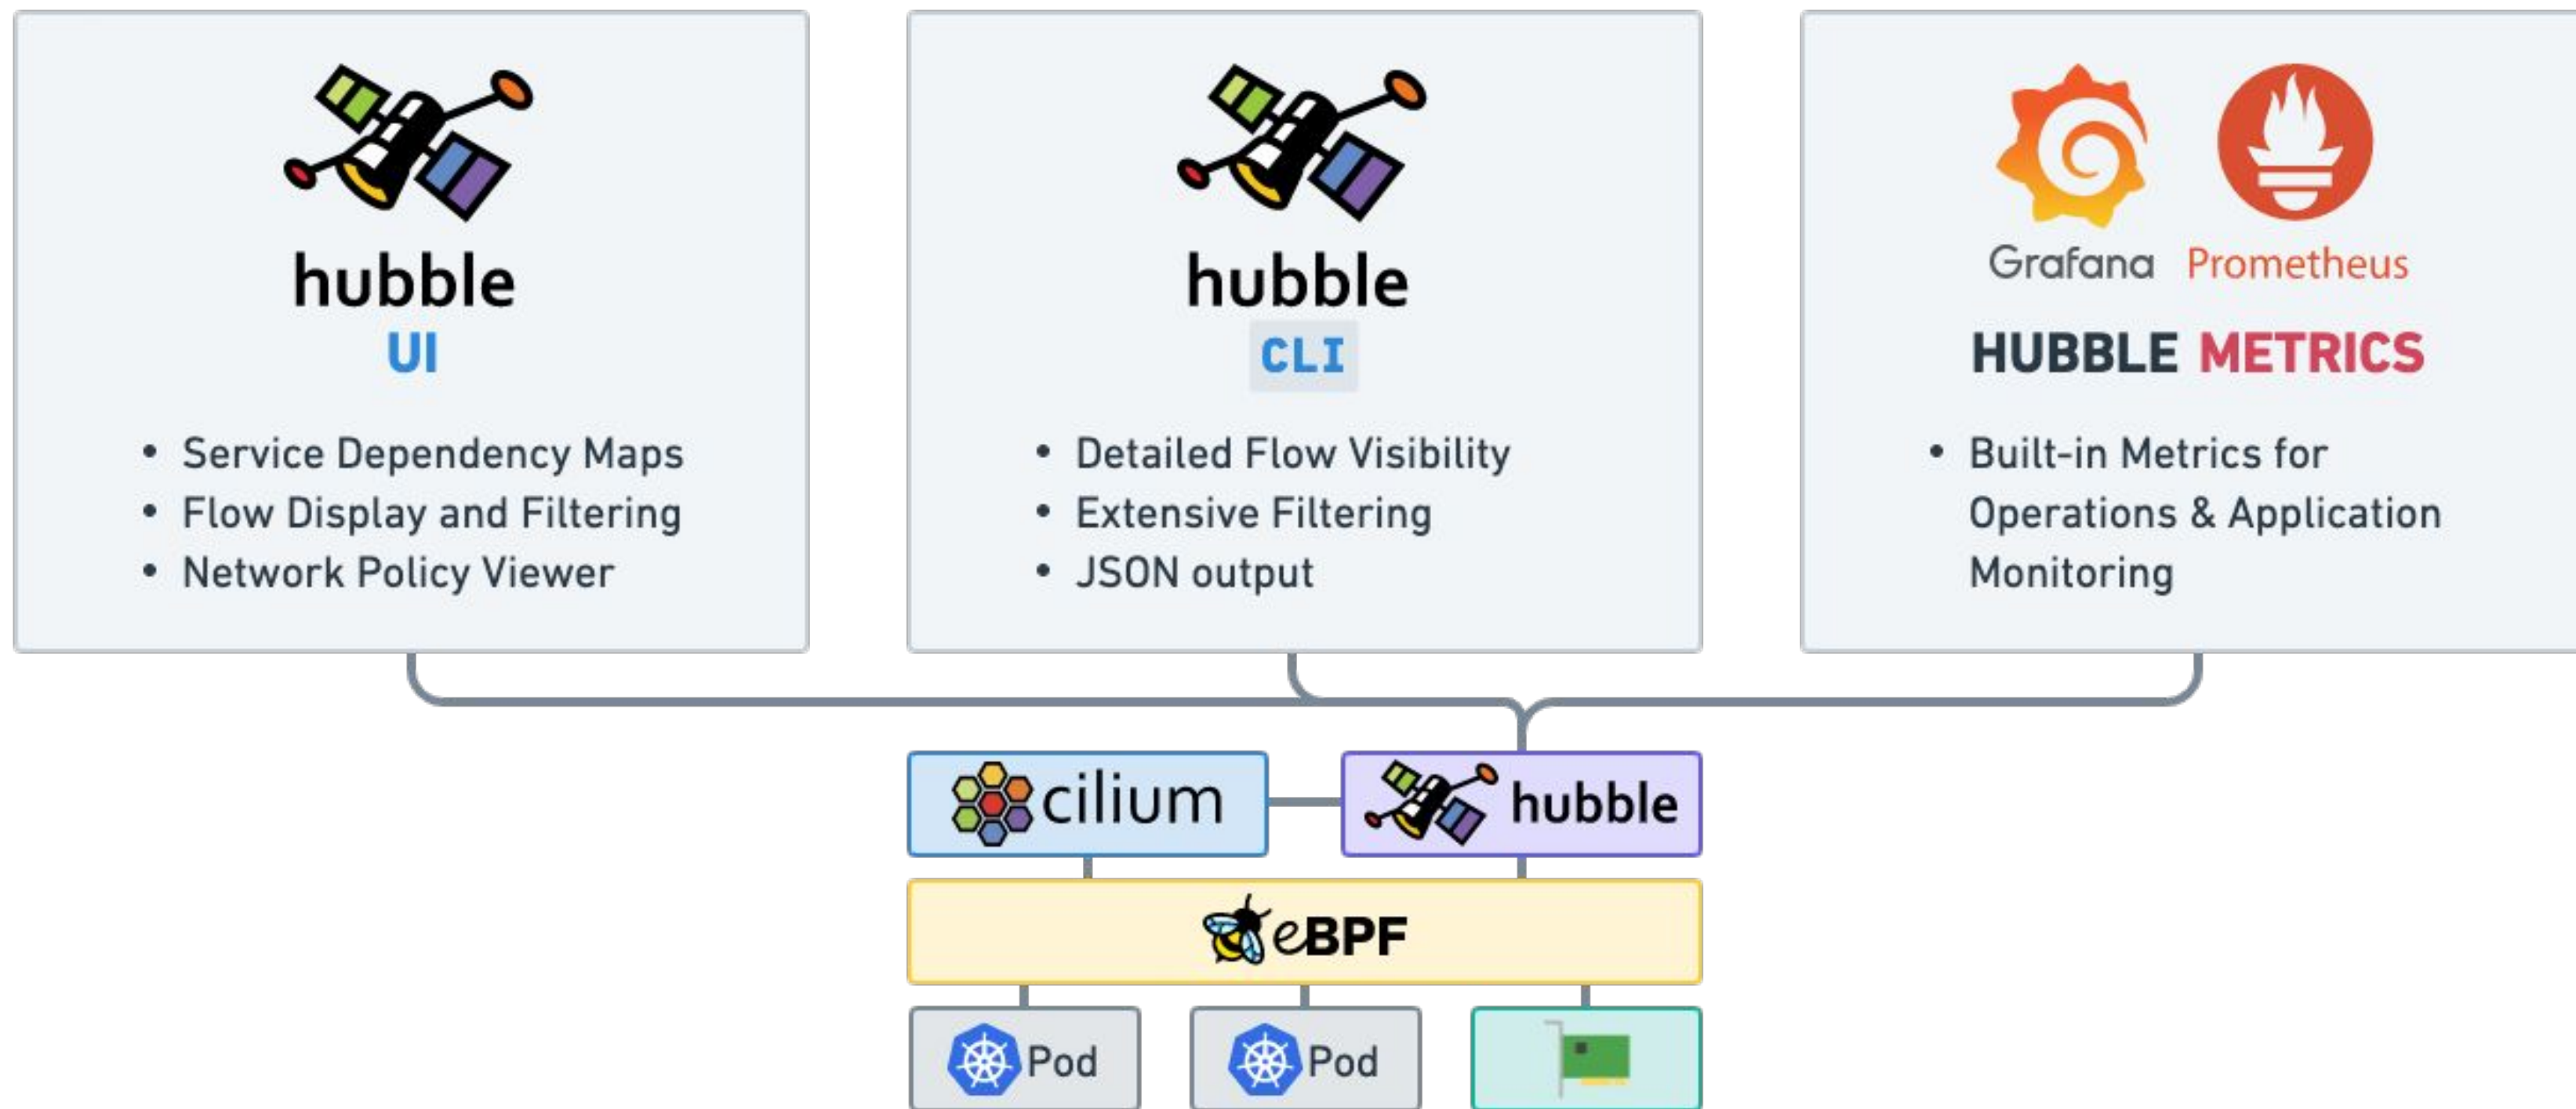 hubble
UI
• Service Dependency Maps
• Flow Display and Filtering
• Network Policy Viewer
hubble
CLI
• Detailed Flow Visibility
• Extensive Filtering
• JSON output
Grafana Prometheus
HUBBLE METRICS
• Built-in Metrics for
Operations & Application
Monitoring
cilium
hubble
eBPF
Pod
Pod